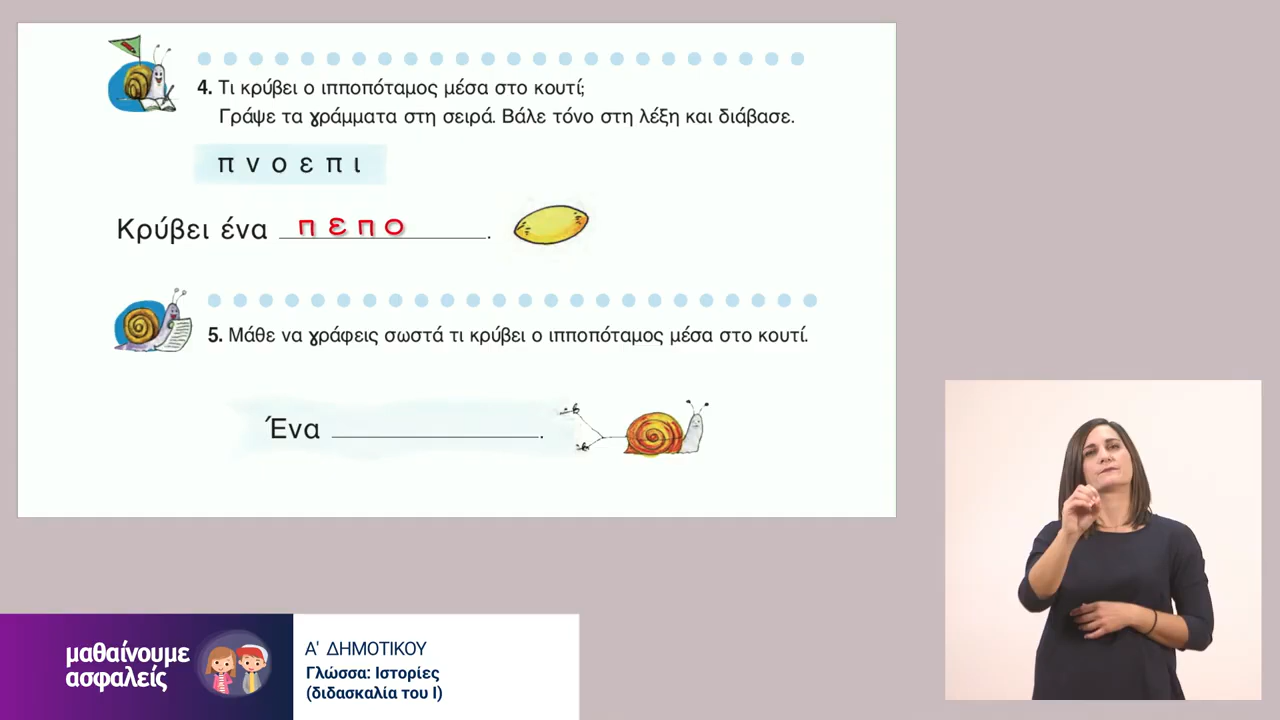 4. Τι κρύβει ο ιπποπόταμος μέσα στο κουτί;
Γράψε τα γράμματα στη σειρά. Βάλε τόνο στη λέξη και διάβασε.
π ν ο ε π ι
Κρύβει ένα π ε π ο .
5. Μάθε να γράφεις σωστά τι κρύβει ο ιπποπόταμος μέσα στο κουτί.
Ένα .
μαθαίνουμε
ασφαλείς
Α' ΔΗΜΟΤΙΚΟΥ
Γλώσσα: Ιστορίες
(διδασκαλία του Ι)